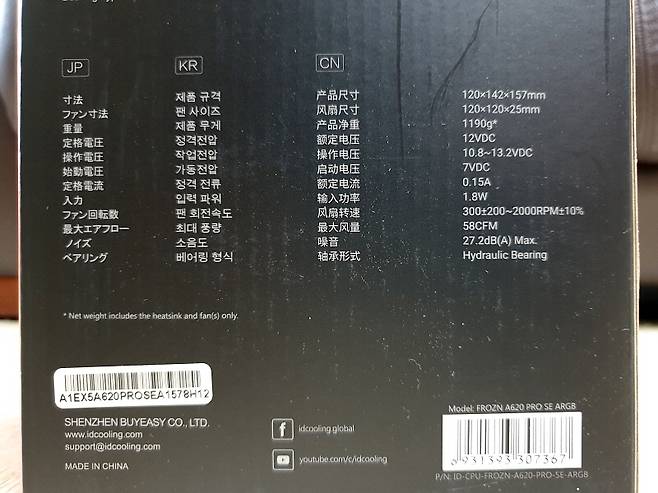 JP KR CN
寸法 제품 규격 产品尺寸 120×142×157mm
ファン寸法 팬 사이즈 风扇尺寸 120×120×25mm
重量 제품 무게 产品净重 1190g*
定格電圧 정격전압 额定电压 12VDC
操作電圧 작업전압 操作电压 10.8~13.2VDC
始動電圧 가동전압 启动电压 7VDC
定格電流 정격 전류 额定电流 0.15A
入力 입력 파워 输入功率 1.8W
ファン回転数 팬 회전속도 风扇转速 300±200~2000RPM±10%
最大エアフロー 최대 풍량 最大风量 58CFM
ノイズ 소음도 噪音 27.2dB(A) Max.
ベアリング 베어링 형식 轴承形式 Hydraulic Bearing
* Net weight includes the heatsink and fan(s) only.
A1EX5A620PROSEA1578H12
SHENZHEN BUYEASY CO., LTD.
www.idcooling.com
support@idcooling.com
MADE IN CHINA
idcooling.global
youtube.com/c/idcooling
Model: FROZN A620 PRO SE ARGB
6 931393 307367
P/N: ID-CPU-FROZN-A620-PRO-SE-ARGB